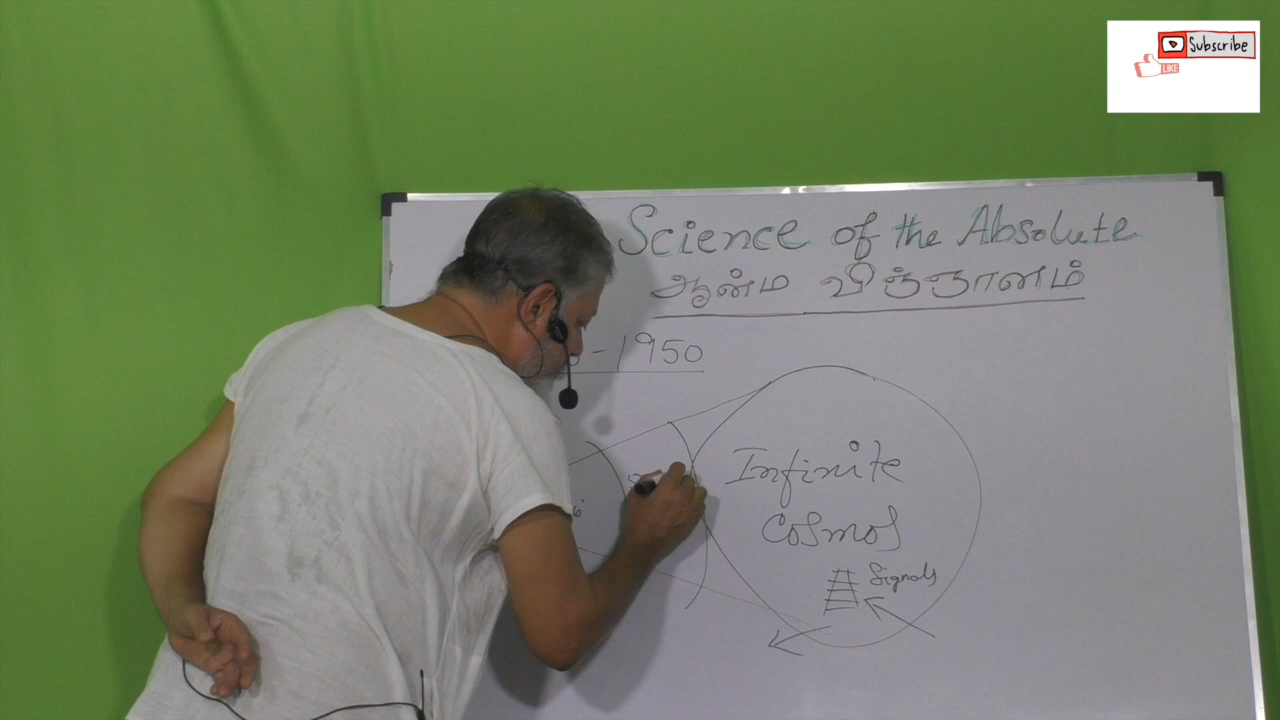 Subscribe
LIKE
Science of the Absolute
ஆன்ம விஞ்ஞானம்
-1950
Infinite
Cosmos
Signals